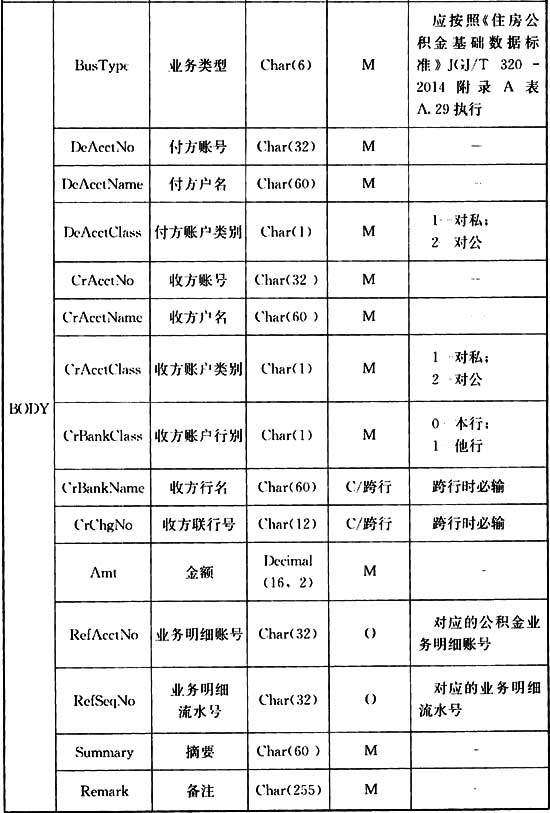 BusType 业务类型 Char(6) M 应按照《住房公
积金基础数据标
准》JGJ/T 320-
2014 附录 A 表
A.29 执行
DeAcctNo 付方账号 Char(32) M —
DeAcctName 付方户名 Char(60) M —
DeAcctClass 付方账户类别 Char(1) M 1 对私;
2 对公
CrAcctNo 收方账号 Char(32) M —
CrAcctName 收方户名 Char(60) M
CrAcctClass 收方账户类别 Char(1) M 1 对私;
2 对公
BODY
CrBankClass 收方账户行别 Char(1) M 0 本行;
1 他行
CrBankName 收方行名 Char(60) C/跨行 跨行时必输
CrChgNo 收方联行号 Char(12) C/跨行 跨行时必输
Amt 金额 Decimal
(16, 2) M -
RefAcctNo 业务明细账号 Char(32) O 对应的公积金业
务明细账号
RefSeqNo 业务明细
流水号 Char(32) O 对应的业务明细
流水号
Summary 摘要 Char(60) M -
Remark 备注 Char(255) M -